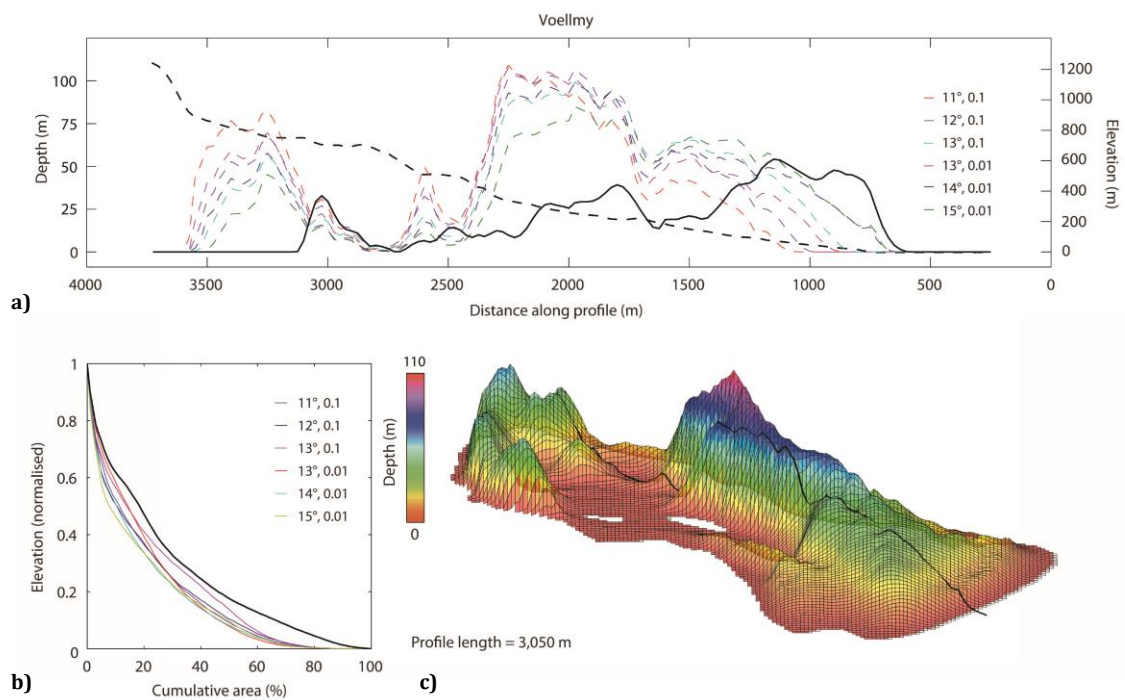 Voellmy
100
75
50
25
0
Depth (m)
1200
1000
800
600
400
200
0
Elevation (m)
11°, 0.1
12°, 0.1
13°, 0.1
13°, 0.01
14°, 0.01
15°, 0.01
4000 3500 3000 2500 2000 1500 1000 500 0
Distance along profile (m)
a)
1
0.8
0.6
0.4
0.2
0
Elevation (normalised)
11°, 0.1
12°, 0.1
13°, 0.1
13°, 0.01
14°, 0.01
15°, 0.01
0 20 40 60 80 100
Cumulative area (%)
b)
110
Depth (m)
0
Profile length = 3,050 m
c)